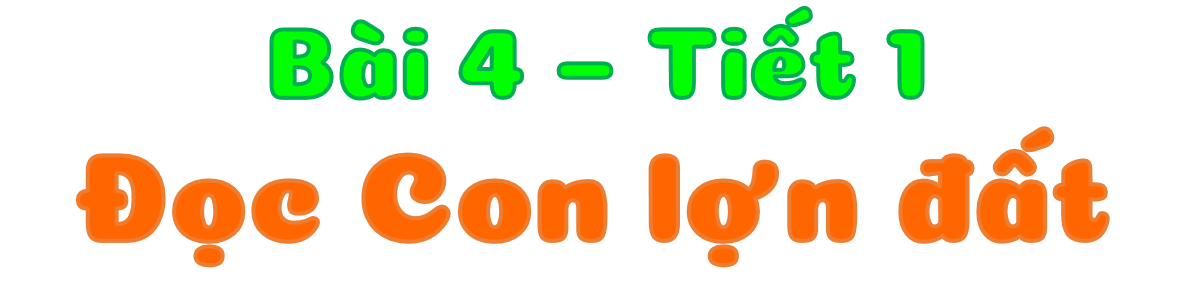 Bài 4 – Tiết 1
Đọc Con lợn đất